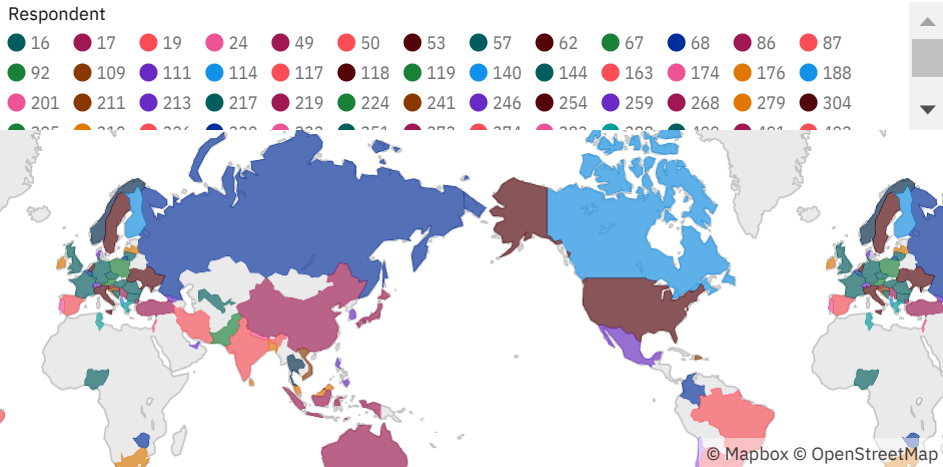 Respondent
16 17 19 24 49 50 53 57 62 67 68 86 87
92 109 111 114 117 118 119 140 144 163 174 176 188
201 211 213 217 219 224 241 246 254 259 268 279 304
© Mapbox © OpenStreetMap